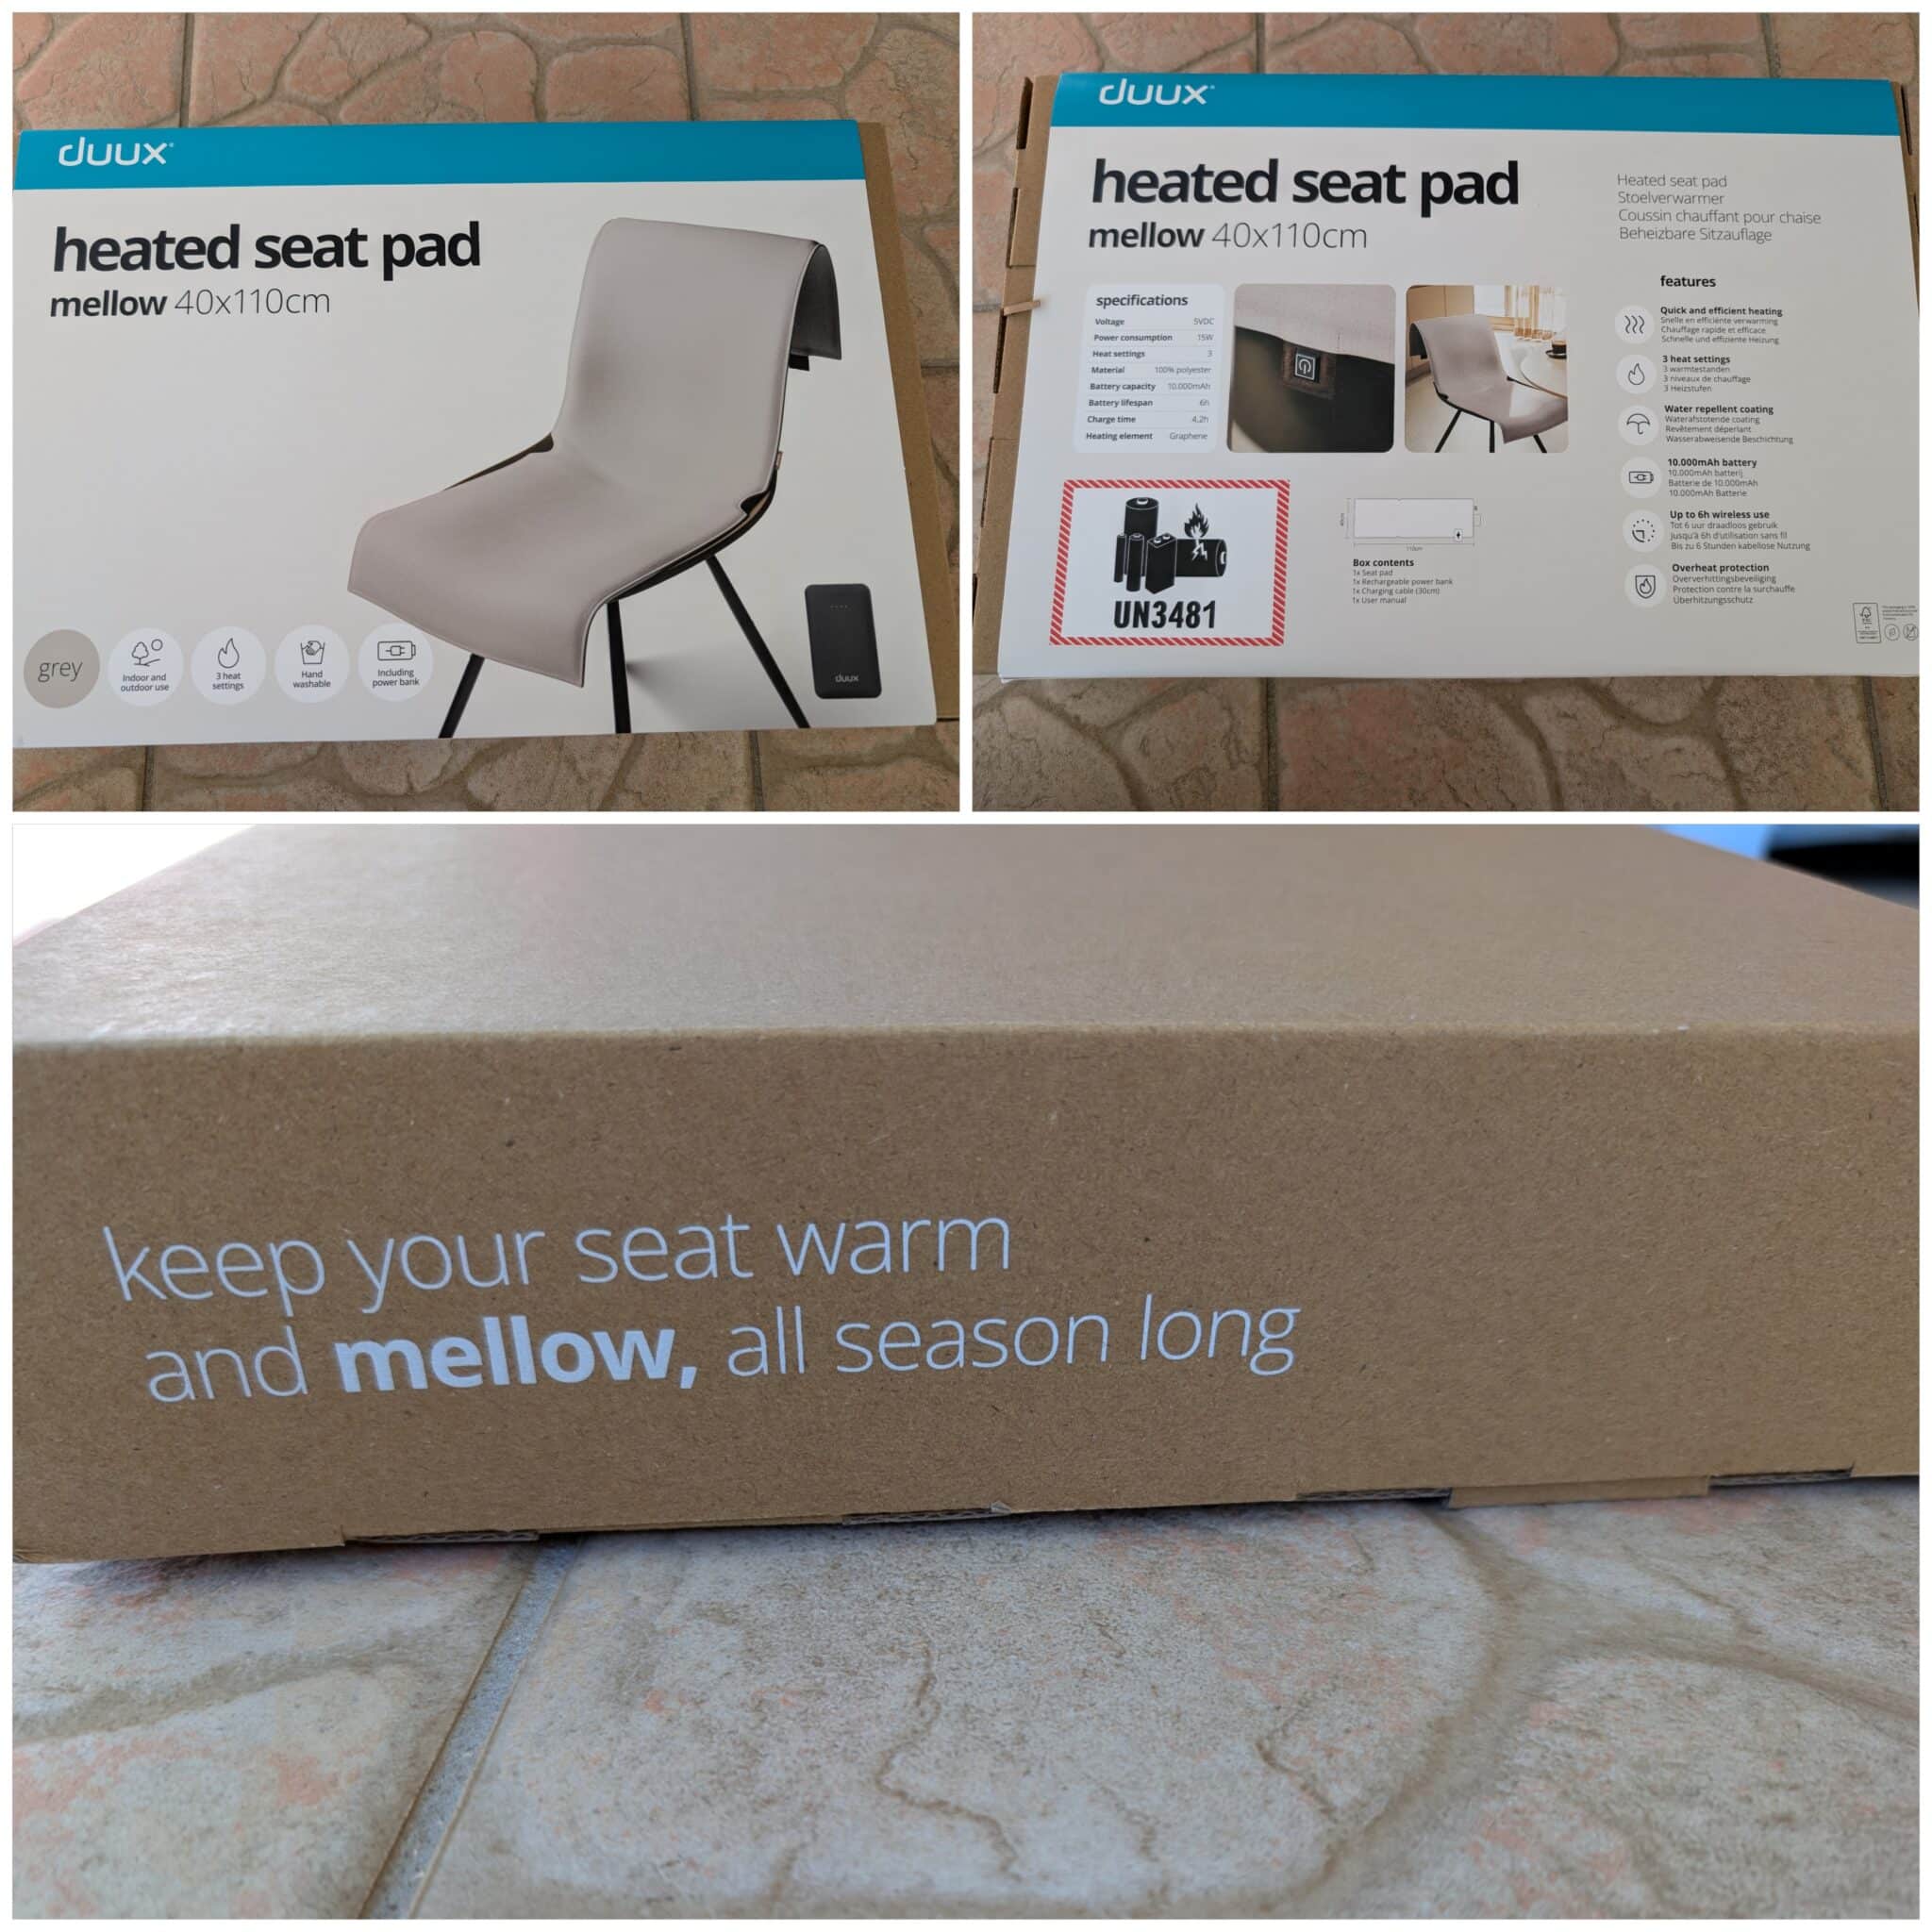 duux
heated seat pad
mellow 40x110cm
grey
Indoor and
outdoor use
3 heat
settings
Hand
washable
Including
power bank
duux
duux
heated seat pad
mellow 40x110cm
specifications
Voltage 5VDC
Power consumption 15W
Heat settings 3
Material 100% polyester
Battery capacity 10.000mAh
Battery lifespan 6h
Charge time 4,2h
Heating element Graphene
UN3481
110cm
Box contents
1x Seat pad
1x Rechargeable power bank
1x Charging cable (30cm)
1x User manual
Heated seat pad
Stoelverwarmer
Coussin chauffant pour chaise
Beheizbare Sitzauflage
features
Quick and efficient heating
Snelle en efficiënte verwarming
Chauffage rapide et efficace
Schnelle und effiziente Heizung
3 heat settings
3 warmtestanden
3 niveaux de chauffage
3 Heizstufen
Water repellent coating
Waterafstotende coating
Revêtement déperlant
Wasserabweisende Beschichtung
10.000mAh battery
10.000mAh batterij
Batterie de 10.000mAh
10.000mAh Batterie
Up to 6h wireless use
Tot 6 uur draadloos gebruik
Jusqu'à 6h d'utilisation sans fil
Bis zu 6 Stunden kabellose Nutzung
Overheat protection
Oververhittingsbeveiliging
Protection contre la surchauffe
Überhitzungsschutz
FSC
keep your seat warm
and mellow, all season long